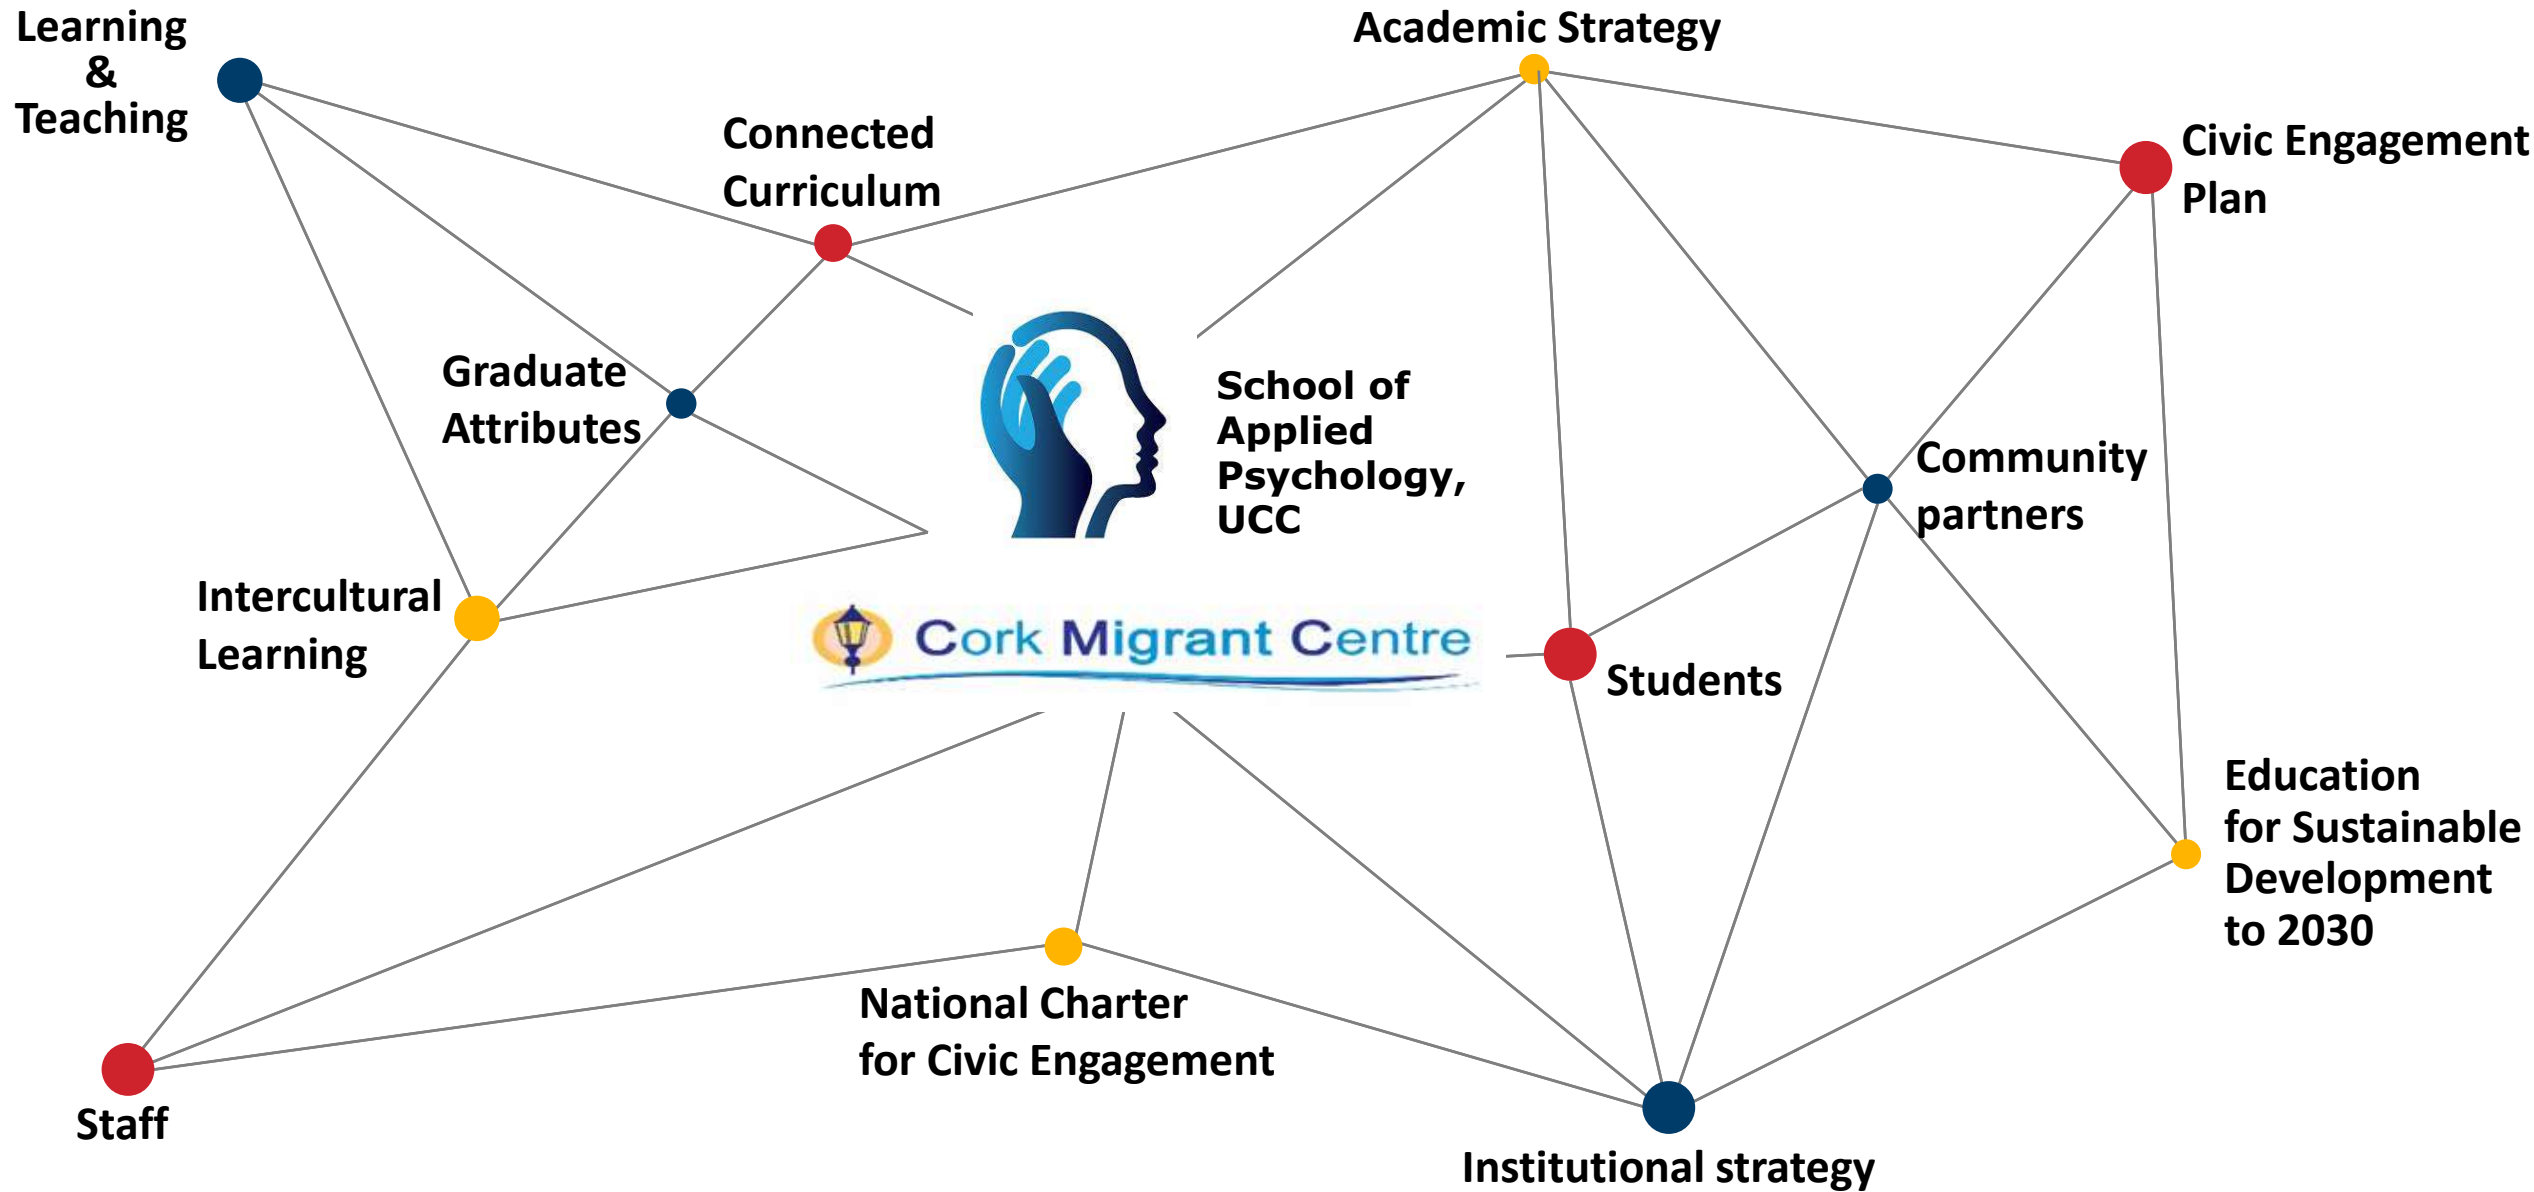 Learning
&
Teaching
Academic Strategy
Connected
Curriculum
Civic Engagement
Plan
Graduate
Attributes
School of
Applied
Psychology,
UCC
Community
partners
Intercultural
Learning
Cork Migrant Centre
Students
Education
for Sustainable
Development
to 2030
National Charter
for Civic Engagement
Staff
Institutional strategy